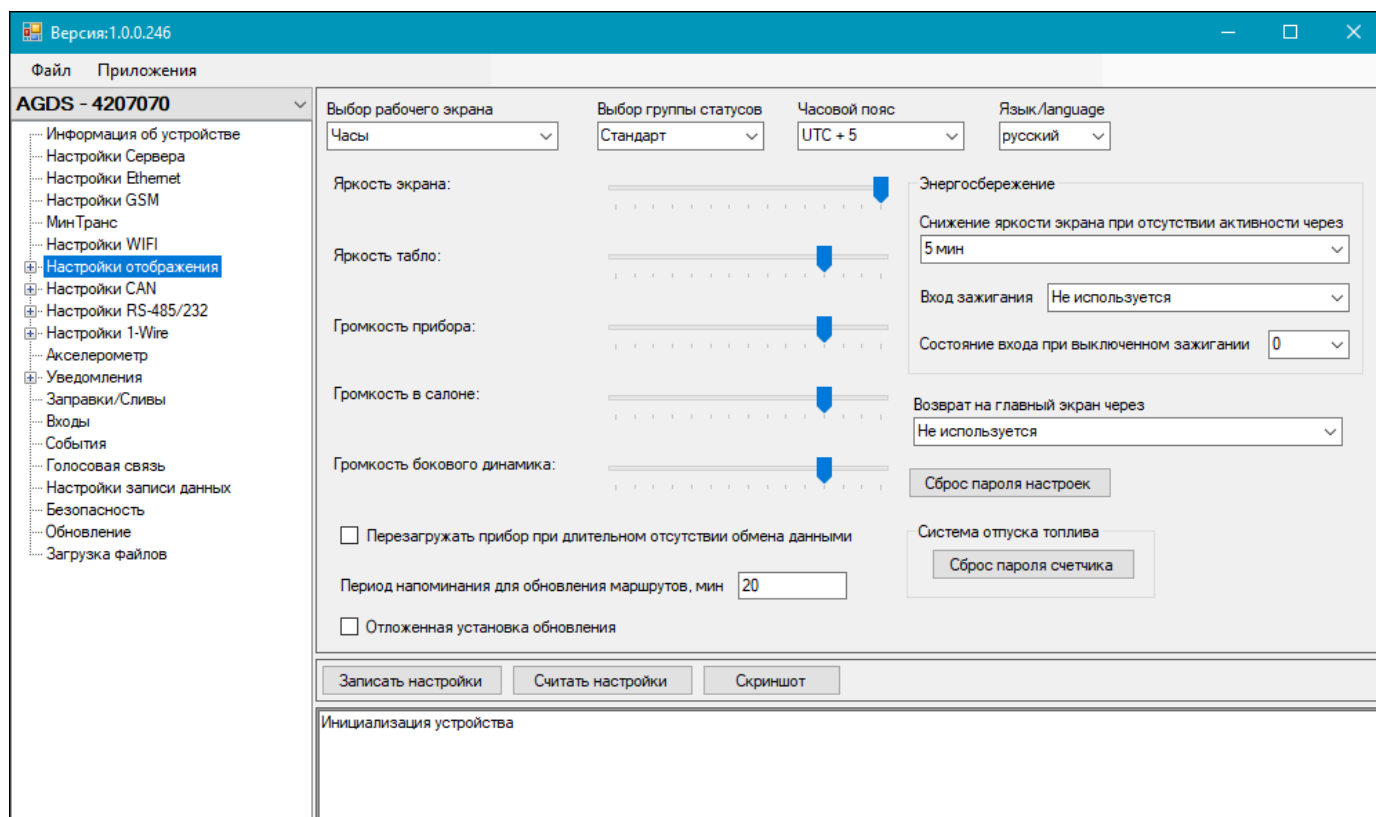 Версия:1.0.0.246
Файл Приложения
AGDS - 4207070
Информация об устройстве
Настройки Сервера
Настройки Ethernet
Настройки GSM
МинТранс
Настройки WIFI
Настройки отображения
Настройки CAN
Настройки RS-485/232
Настройки 1-Wire
Акселерометр
Уведомления
Заправки/Сливы
Входы
События
Голосовая связь
Настройки записи данных
Безопасность
Обновление
Загрузка файлов
Выбор рабочего экрана
Часы
Выбор группы статусов
Стандарт
Часовой пояс
UTC + 5
Язык/language
русский
Яркость экрана:
Яркость табло:
Громкость прибора:
Громкость в салоне:
Громкость бокового динамика:
Перезагружать прибор при длительном отсутствии обмена данными
Период напоминания для обновления маршрутов, мин 20
Отложенная установка обновления
Энергосбережение
Снижение яркости экрана при отсутствии активности через
5 мин
Вход зажигания Не используется
Состояние входа при выключенном зажигании 0
Возврат на главный экран через
Не используется
Сброс пароля настроек
Система отпуска топлива
Сброс пароля счетчика
Записать настройки Считать настройки Скриншот
Инициализация устройства